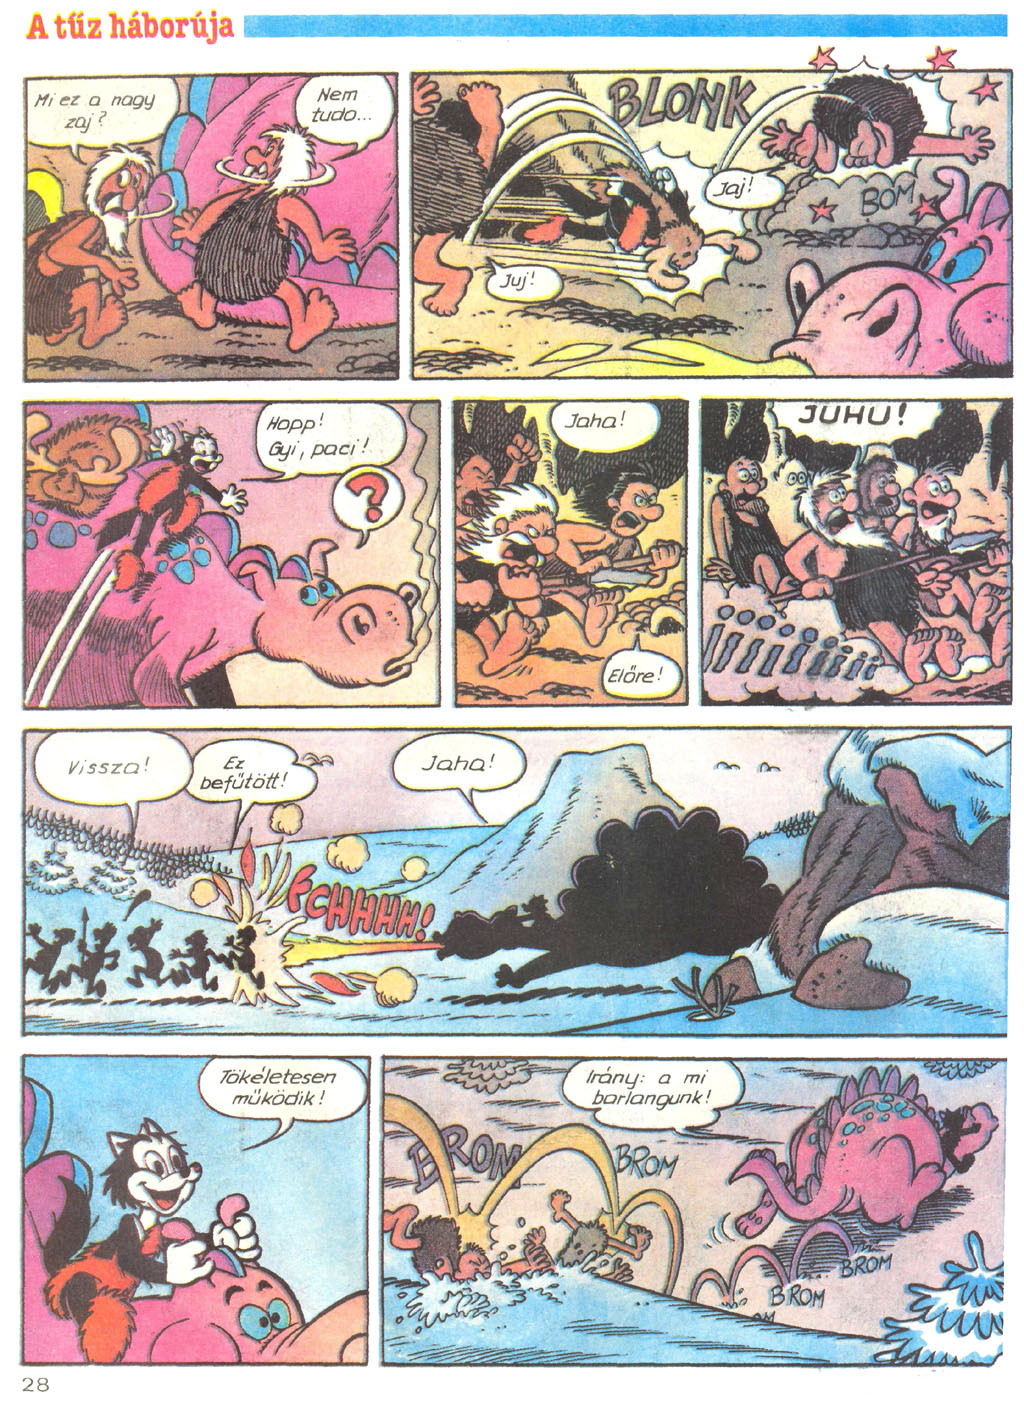 A tűz háborúja
Mi ez a nagy
zaj?
Nem
tudo...
BLONK
Jaj!
BOM
Juj!
Hopp!
Gyi, paci!
?
Jaha!
Előre!
JUHU!
Vissza!
Ez
befűtött!
Jaha!
FCHHHH!
Tökéletesen
működik!
Irány: a mi
barlangunk!
BROM
BROM
BROM
BROM
28